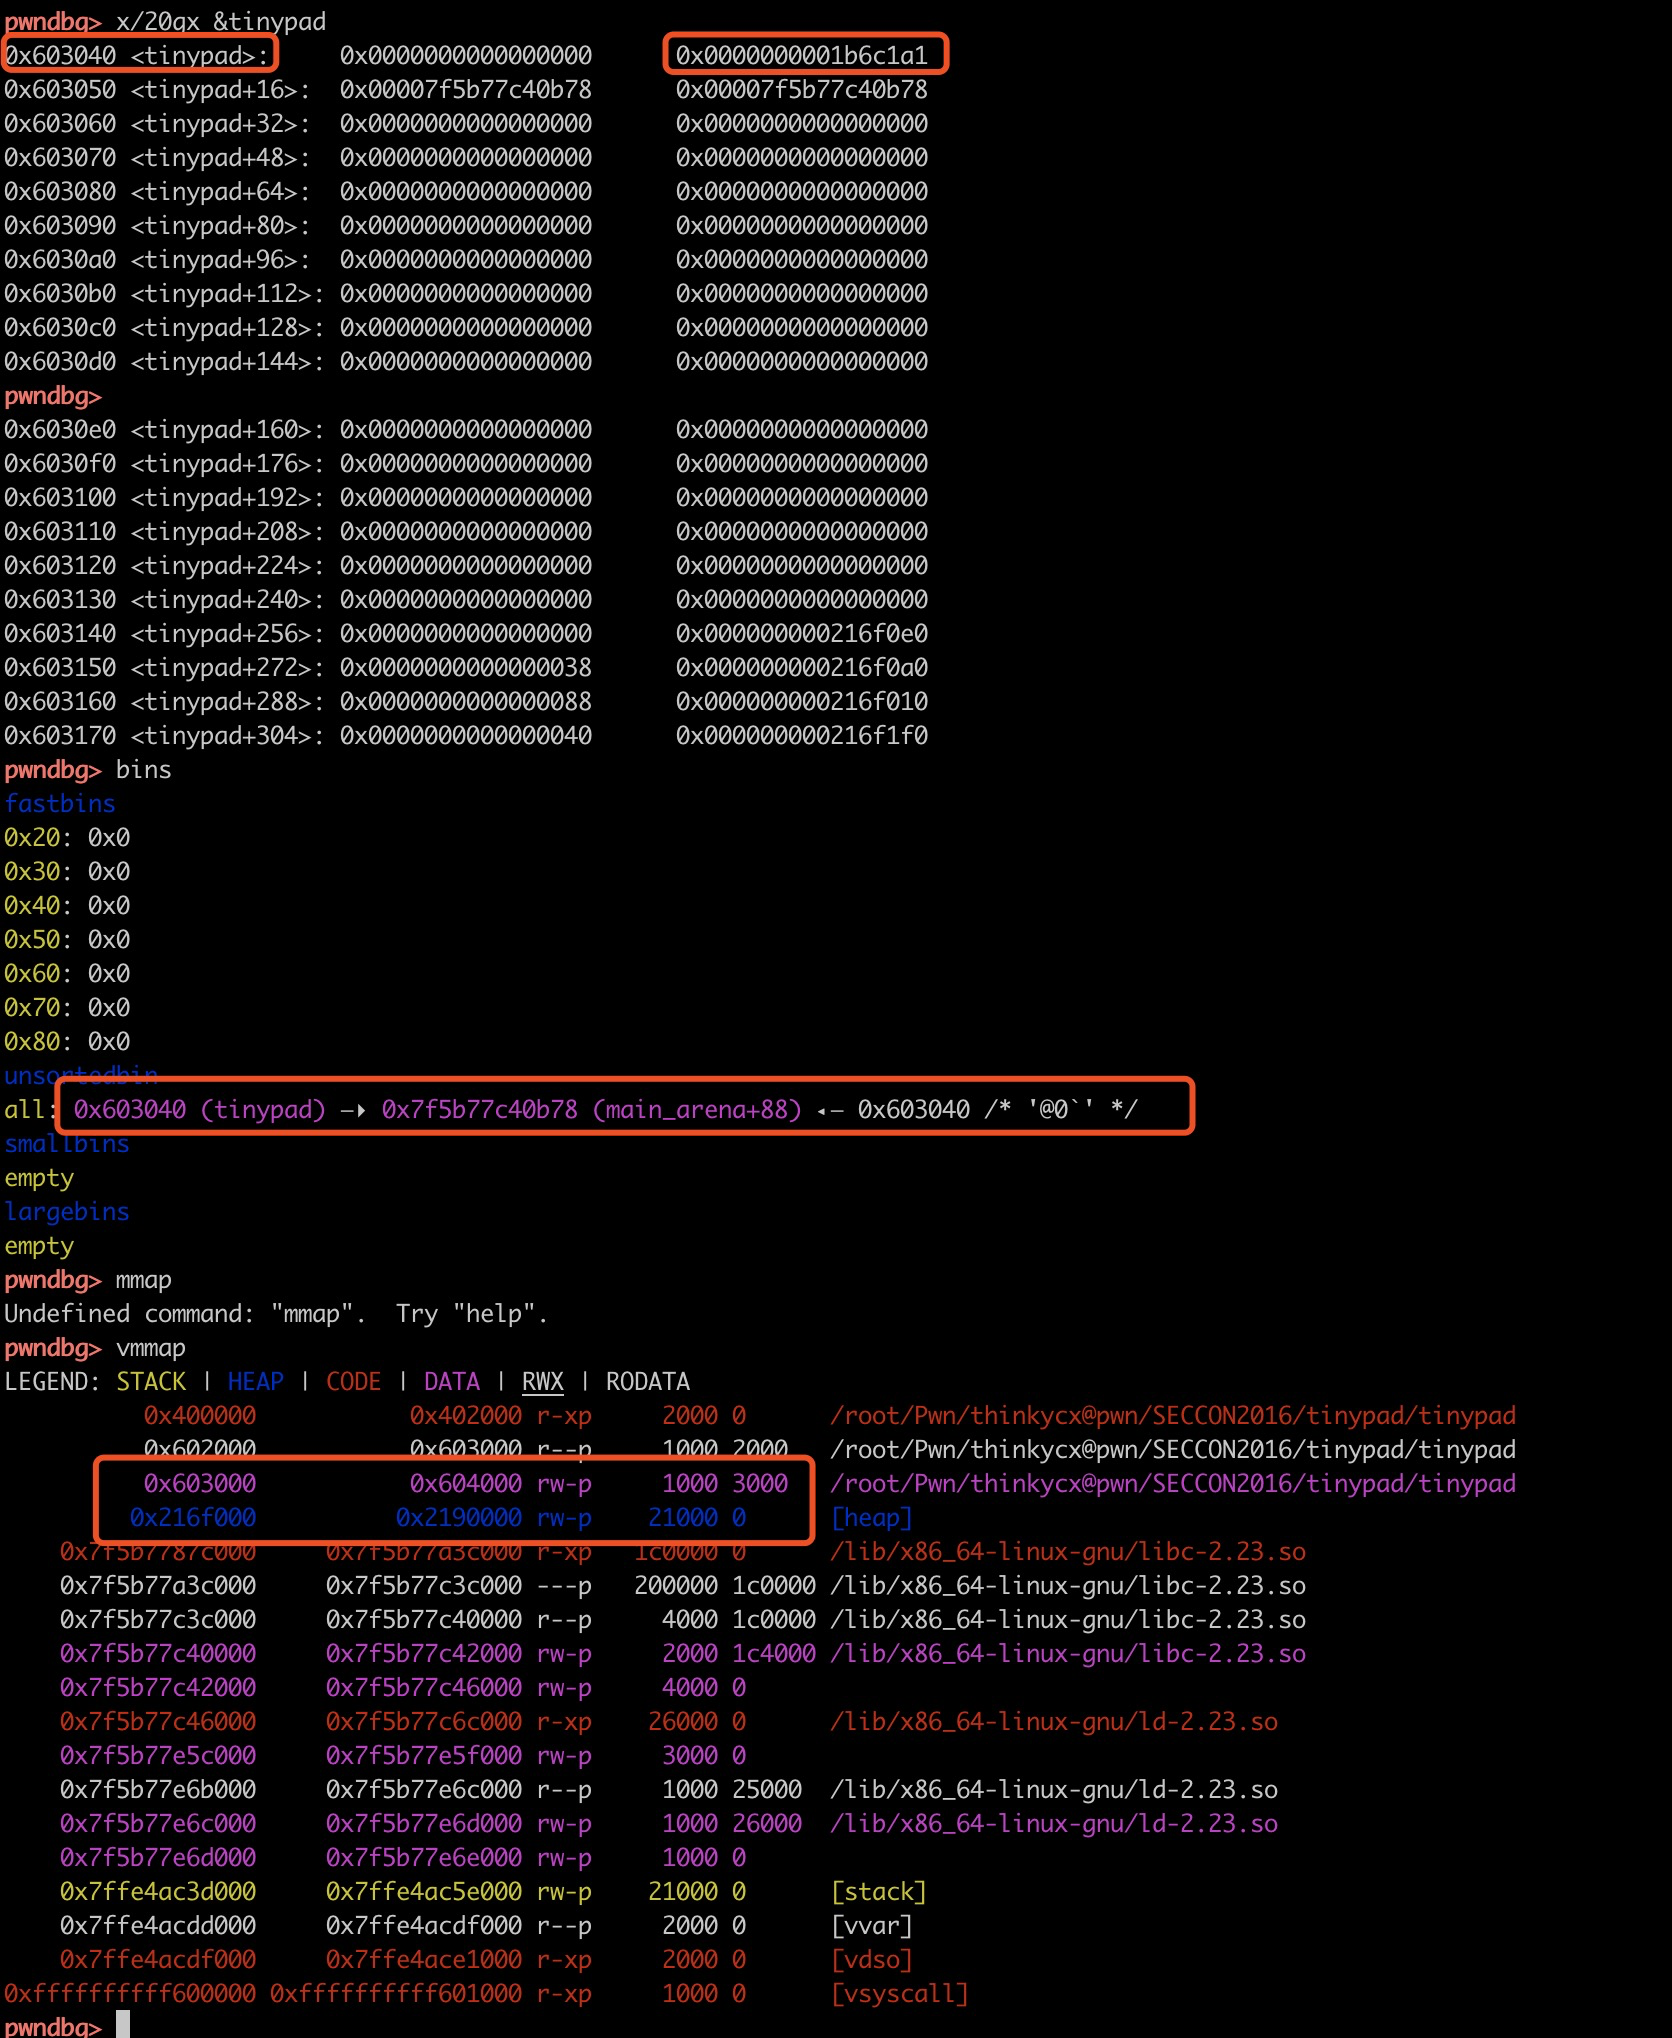 pwndbg> x/20gx &tinypad
0x603040 <tinypad>:     0x0000000000000000      0x0000000001b6c1a1
0x603050 <tinypad+16>:  0x00007f5b77c40b78      0x00007f5b77c40b78
0x603060 <tinypad+32>:  0x0000000000000000      0x0000000000000000
0x603070 <tinypad+48>:  0x0000000000000000      0x0000000000000000
0x603080 <tinypad+64>:  0x0000000000000000      0x0000000000000000
0x603090 <tinypad+80>:  0x0000000000000000      0x0000000000000000
0x6030a0 <tinypad+96>:  0x0000000000000000      0x0000000000000000
0x6030b0 <tinypad+112>: 0x0000000000000000      0x0000000000000000
0x6030c0 <tinypad+128>: 0x0000000000000000      0x0000000000000000
0x6030d0 <tinypad+144>: 0x0000000000000000      0x0000000000000000
pwndbg>
0x6030e0 <tinypad+160>: 0x0000000000000000      0x0000000000000000
0x6030f0 <tinypad+176>: 0x0000000000000000      0x0000000000000000
0x603100 <tinypad+192>: 0x0000000000000000      0x0000000000000000
0x603110 <tinypad+208>: 0x0000000000000000      0x0000000000000000
0x603120 <tinypad+224>: 0x0000000000000000      0x0000000000000000
0x603130 <tinypad+240>: 0x0000000000000000      0x0000000000000000
0x603140 <tinypad+256>: 0x0000000000000000      0x000000000216f0e0
0x603150 <tinypad+272>: 0x0000000000000038      0x000000000216f0a0
0x603160 <tinypad+288>: 0x0000000000000088      0x000000000216f010
0x603170 <tinypad+304>: 0x0000000000000040      0x000000000216f1f0
pwndbg> bins
fastbins
0x20: 0x0
0x30: 0x0
0x40: 0x0
0x50: 0x0
0x60: 0x0
0x70: 0x0
0x80: 0x0
unsortedbin
all: 0x603040 (tinypad) —▸ 0x7f5b77c40b78 (main_arena+88) ◂— 0x603040 /* '@0`' */
smallbins
empty
largebins
empty
pwndbg> mmap
Undefined command: "mmap".  Try "help".
pwndbg> vmmap
LEGEND: STACK | HEAP | CODE | DATA | RWX | RODATA
0x400000           0x402000 r-xp     2000 0      /root/Pwn/thinkycx@pwn/SECCON2016/tinypad/tinypad
0x602000           0x603000 r--p     1000 2000   /root/Pwn/thinkycx@pwn/SECCON2016/tinypad/tinypad
0x603000           0x604000 rw-p     1000 3000   /root/Pwn/thinkycx@pwn/SECCON2016/tinypad/tinypad
0x216f000          0x2190000 rw-p    21000 0      [heap]
0x7f5b7787c000     0x7f5b77a3c000 r-xp   1c0000 0      /lib/x86_64-linux-gnu/libc-2.23.so
0x7f5b77a3c000     0x7f5b77c3c000 ---p   200000 1c0000 /lib/x86_64-linux-gnu/libc-2.23.so
0x7f5b77c3c000     0x7f5b77c40000 r--p     4000 1c0000 /lib/x86_64-linux-gnu/libc-2.23.so
0x7f5b77c40000     0x7f5b77c42000 rw-p     2000 1c4000 /lib/x86_64-linux-gnu/libc-2.23.so
0x7f5b77c42000     0x7f5b77c46000 rw-p     4000 0
0x7f5b77c46000     0x7f5b77c6c000 r-xp    26000 0      /lib/x86_64-linux-gnu/ld-2.23.so
0x7f5b77e5c000     0x7f5b77e5f000 rw-p     3000 0
0x7f5b77e6b000     0x7f5b77e6c000 r--p     1000 25000  /lib/x86_64-linux-gnu/ld-2.23.so
0x7f5b77e6c000     0x7f5b77e6d000 rw-p     1000 26000  /lib/x86_64-linux-gnu/ld-2.23.so
0x7f5b77e6d000     0x7f5b77e6e000 rw-p     1000 0
0x7ffe4ac3d000     0x7ffe4ac5e000 rw-p    21000 0      [stack]
0x7ffe4acdd000     0x7ffe4acdf000 r--p     2000 0      [vvar]
0x7ffe4acdf000     0x7ffe4ace1000 r-xp     2000 0      [vdso]
0xffffffffff600000 0xffffffffff601000 r-xp     1000 0      [vsyscall]
pwndbg>